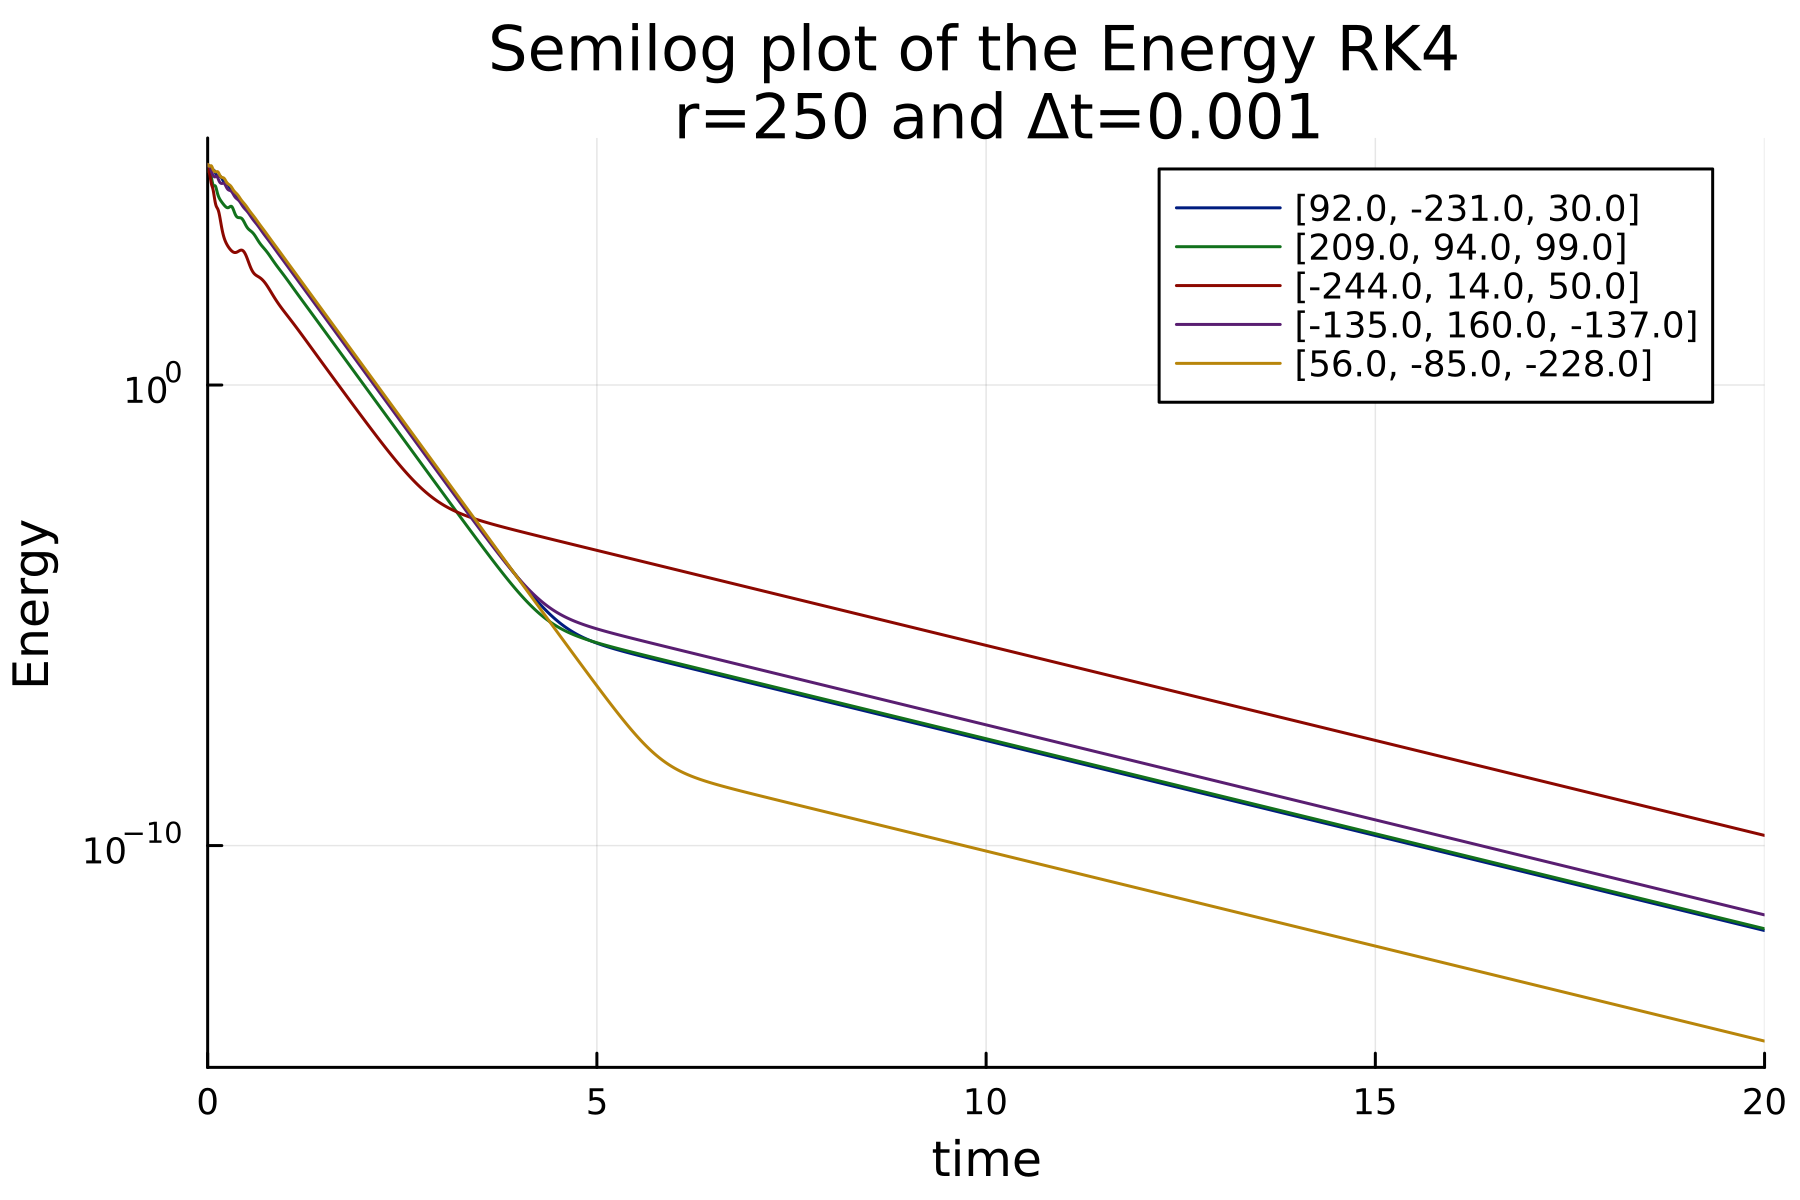 Semilog plot of the Energy RK4
r=250 and Δt=0.001
[92.0, -231.0, 30.0]
[209.0, 94.0, 99.0]
[-244.0, 14.0, 50.0]
[-135.0, 160.0, -137.0]
[56.0, -85.0, -228.0]
10⁰
10⁻¹⁰
Energy
0 5 10 15 20
time